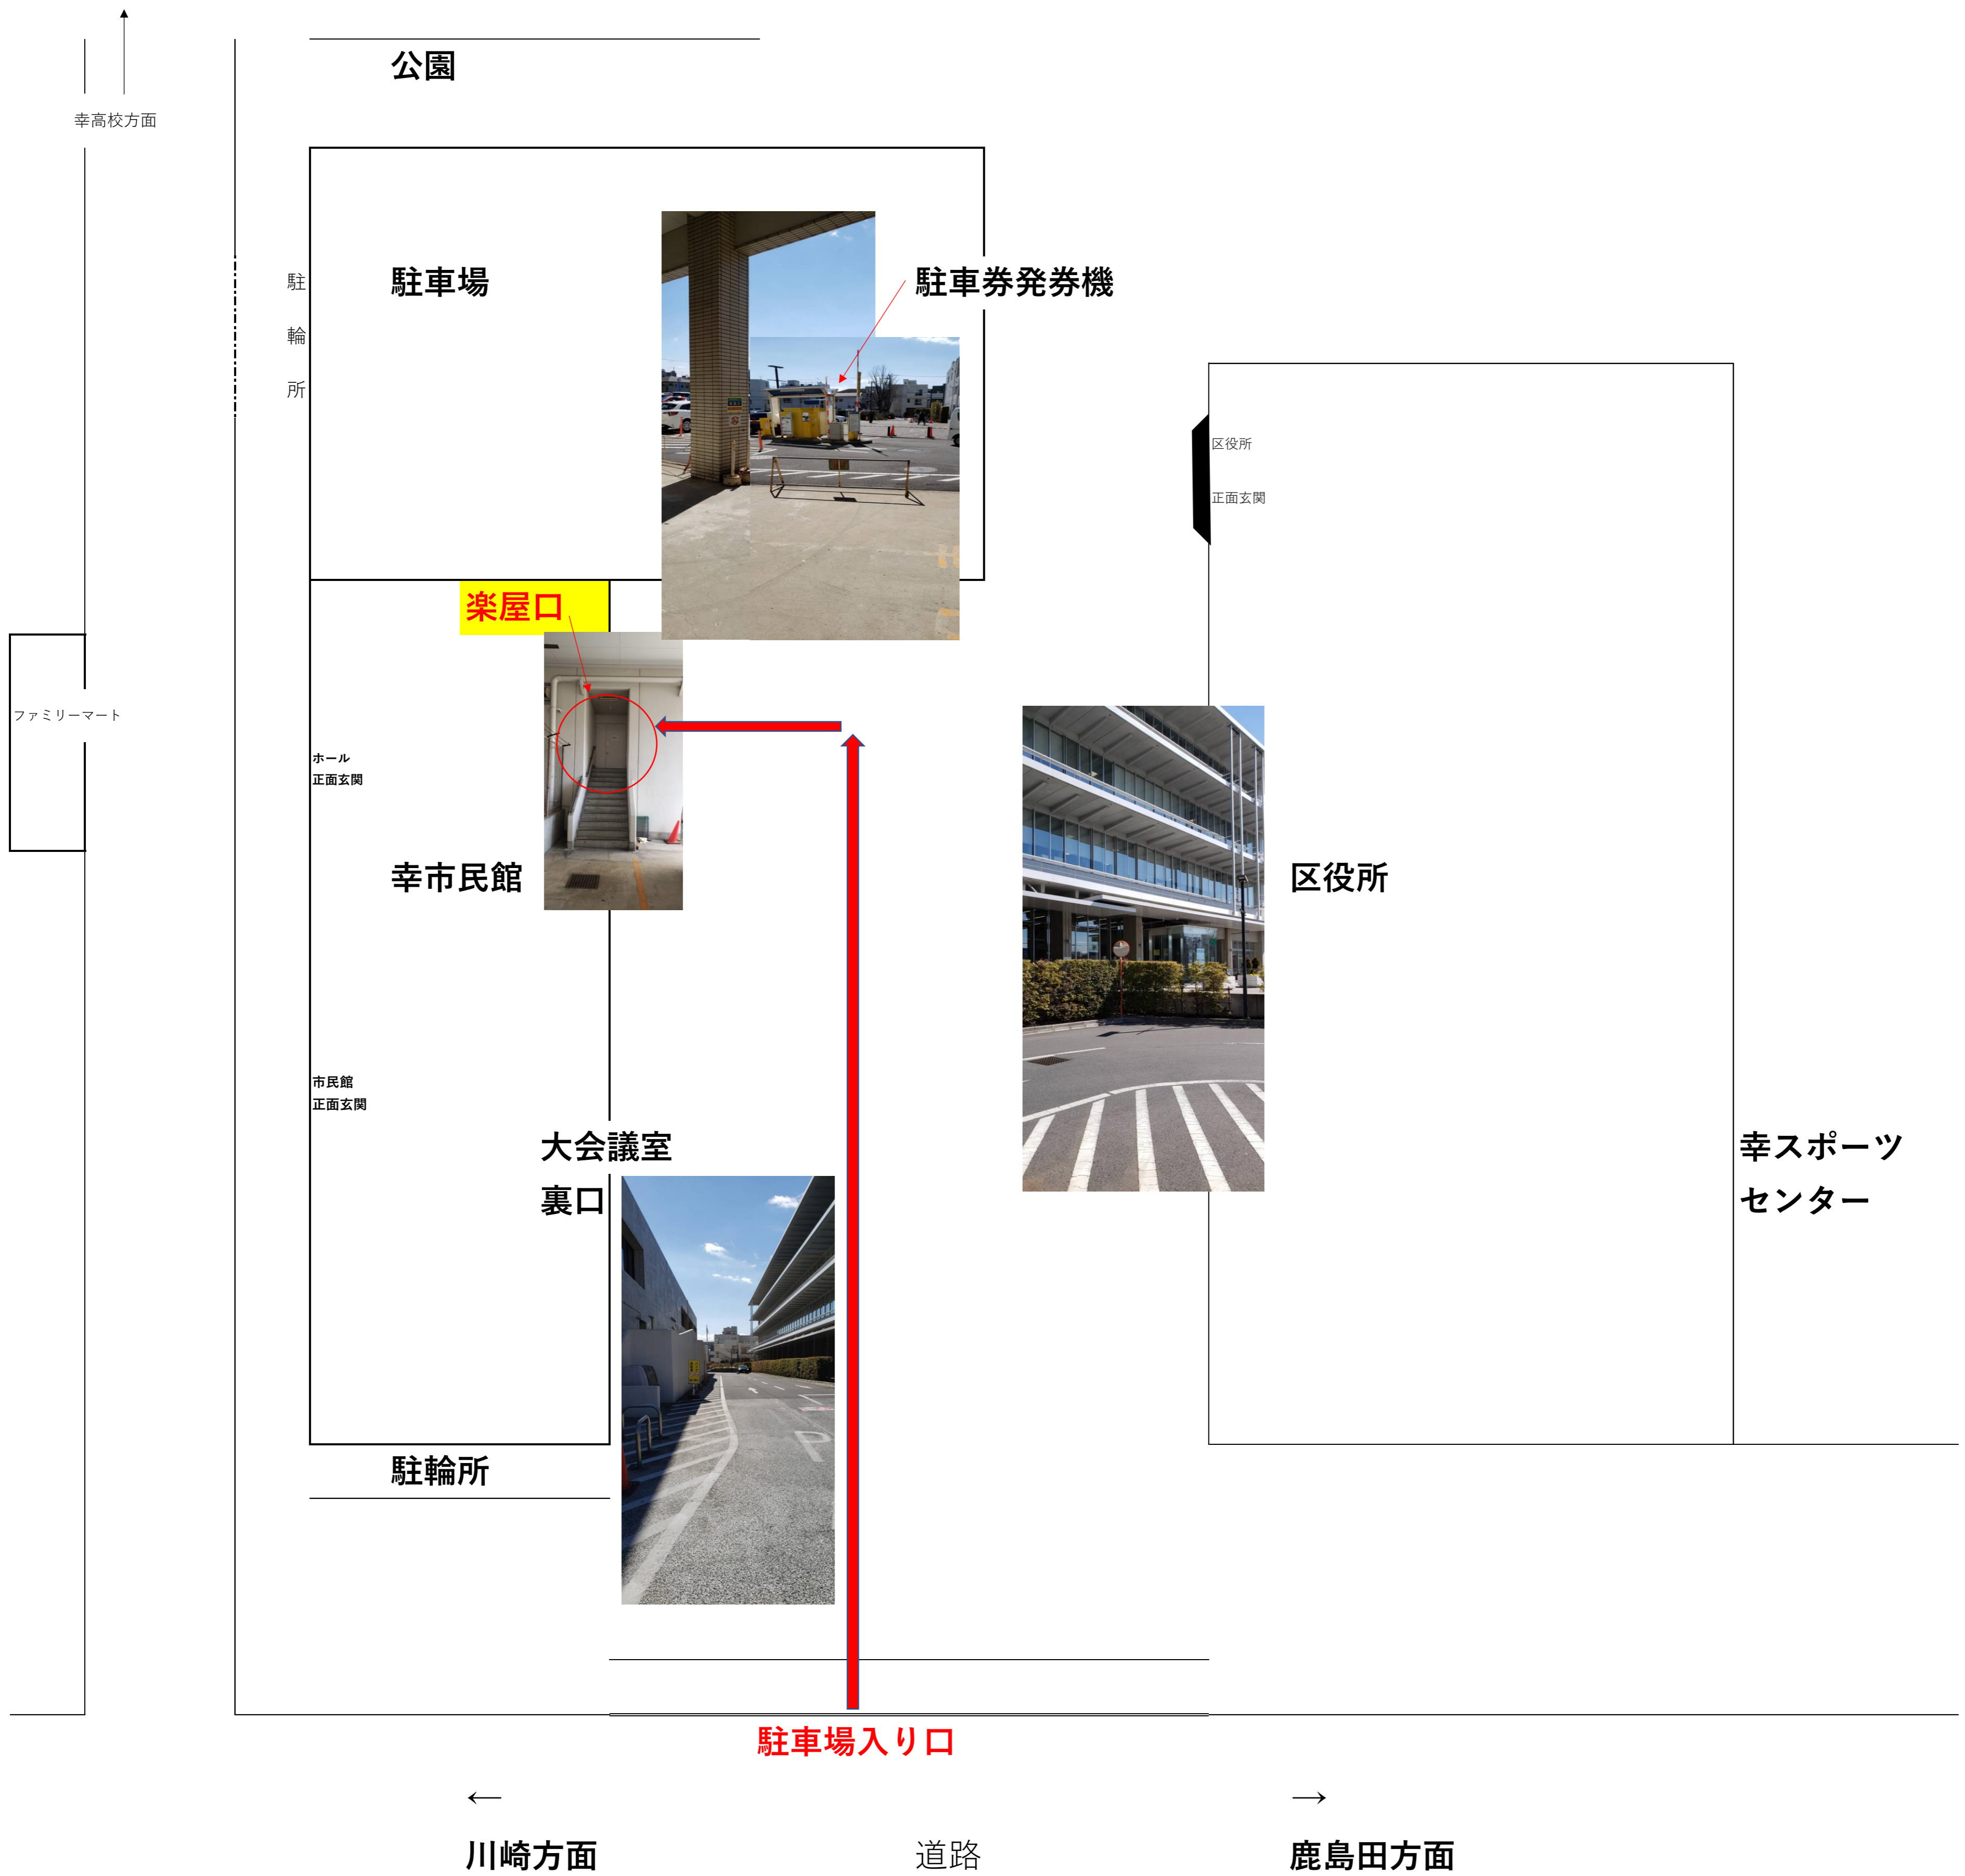 公園
幸高校方面
駐車場
駐車券発券機
駐
輪
所
区役所
正面玄関
楽屋口
ファミリーマート
ホール
正面玄関
幸市民館
区役所
市民館
正面玄関
大会議室
裏口
幸スポーツ
センター
P
駐輪所
駐車場入り口
←
→
川崎方面
道路
鹿島田方面